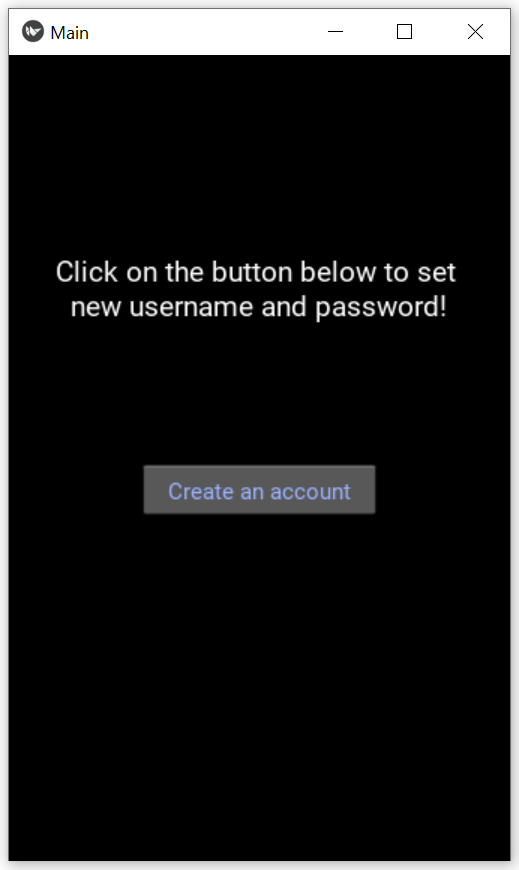 Main
Click on the button below to set
new username and password!
Create an account